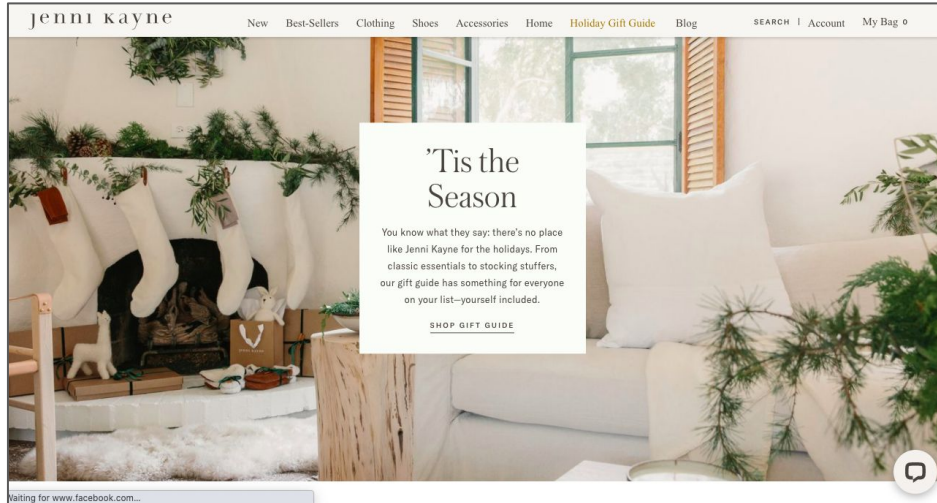 jenni kayne
New Best-Sellers Clothing Shoes Accessories Home Holiday Gift Guide Blog SEARCH | Account My Bag 0
’Tis the
Season
You know what they say: there’s no place
like Jenni Kayne for the holidays. From
classic essentials to stocking stuffers,
our gift guide has something for everyone
on your list—yourself included.
SHOP GIFT GUIDE
JENNI KAYNE
Waiting for www.facebook.com...